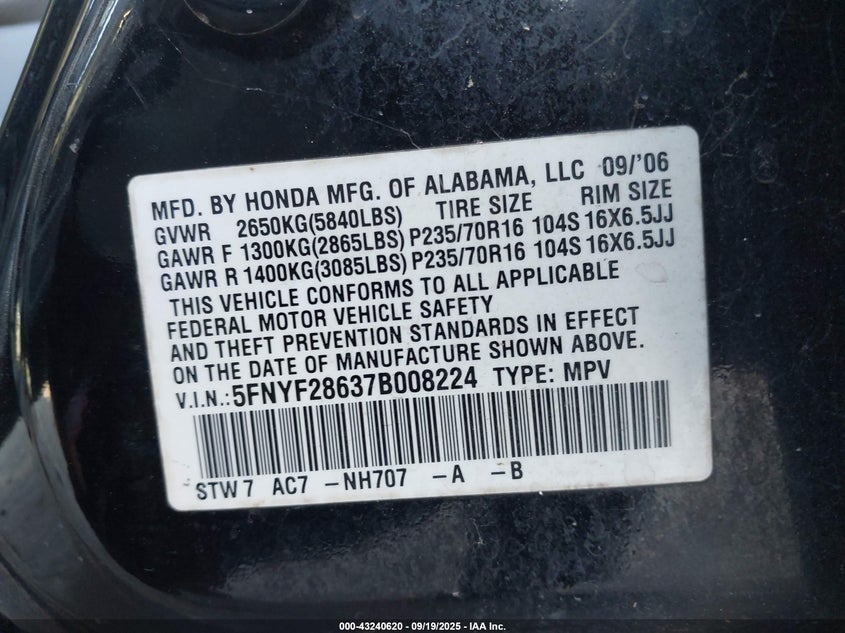 MFD. BY HONDA MFG. OF ALABAMA, LLC 09/'06
GVWR 2650KG(5840LBS) TIRE SIZE RIM SIZE
GAWR F 1300KG(2865LBS) P235/70R16 104S 16X6.5JJ
GAWR R 1400KG(3085LBS) P235/70R16 104S 16X6.5JJ
THIS VEHICLE CONFORMS TO ALL APPLICABLE
FEDERAL MOTOR VEHICLE SAFETY
AND THEFT PREVENTION STANDARDS IN EFFECT
ON THE DATE OF MANUFACTURE SHOWN ABOVE.
V.I.N.:5FNYF28637B008224 TYPE: MPV
STW7 AC7 -NH707 -A -B
000-43240620 - 09/19/2025 - IAA Inc.